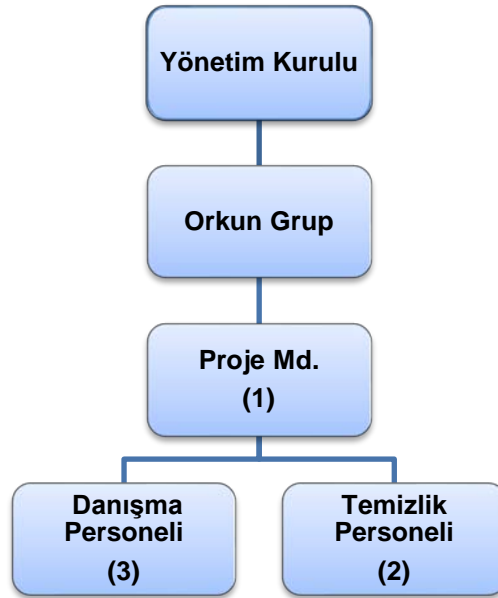 Yönetim Kurulu
Orkun Grup
Proje Md.
(1)
Danışma
Personeli
(3)
Temizlik
Personeli
(2)